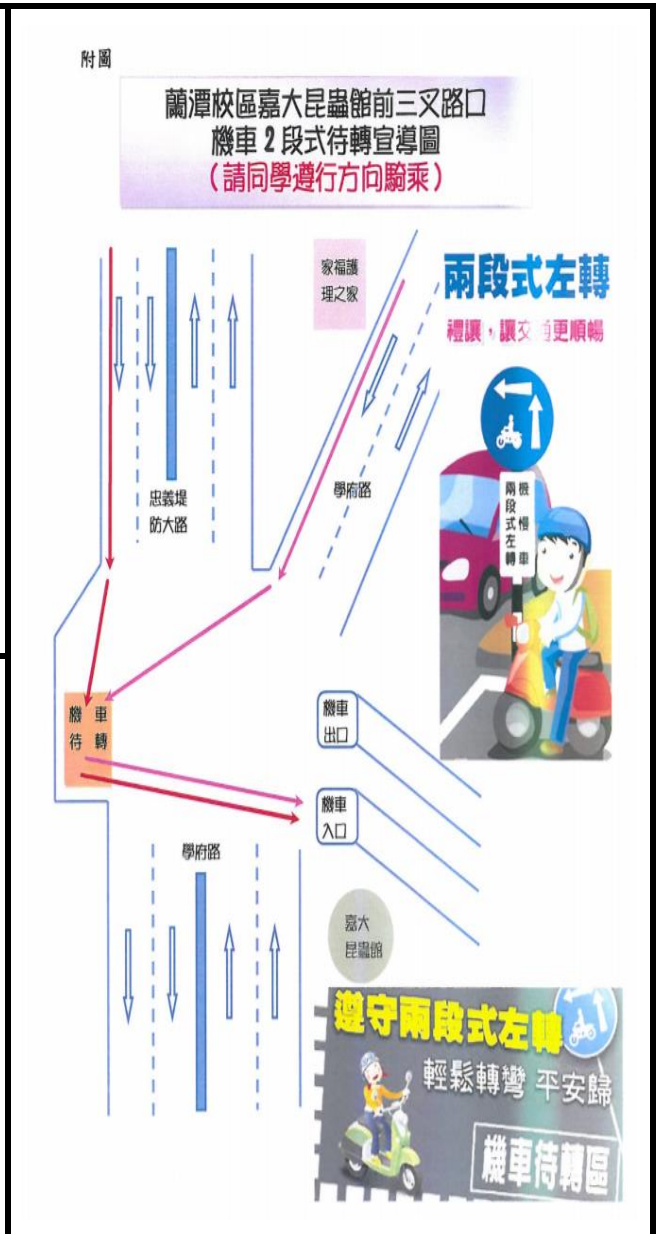 附圖
蘭潭校區嘉大昆蟲館前三叉路口
機車2段式待轉宣導圖
(請同學遵行方向騎乘)
家福護
理之家
兩段式左轉
禮讓,讓交通更順暢
忠義堤
防大路
學府路
機慢車
兩段式左轉
機車
待轉
機車
出口
機車
入口
學府路
嘉大
昆蟲館
遵守兩段式左轉
輕鬆轉彎 平安歸
機車待轉區